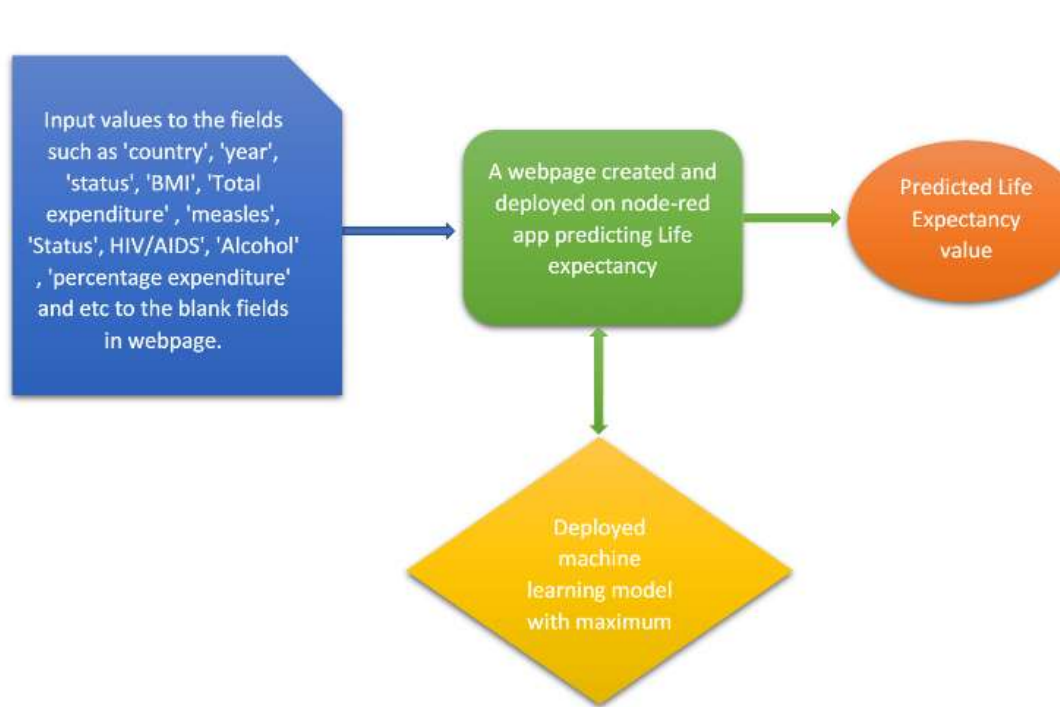 Input values to the fields
such as 'country', 'year',
'status', 'BMI', 'Total
expenditure' , 'measles',
'Status', HIV/AIDS', 'Alcohol'
, 'percentage expenditure'
and etc to the blank fields
in webpage.
A webpage created and
deployed on node-red
app predicting Life
expectancy
Predicted Life
Expectancy
value
Deployed
machine
learning model
with maximum